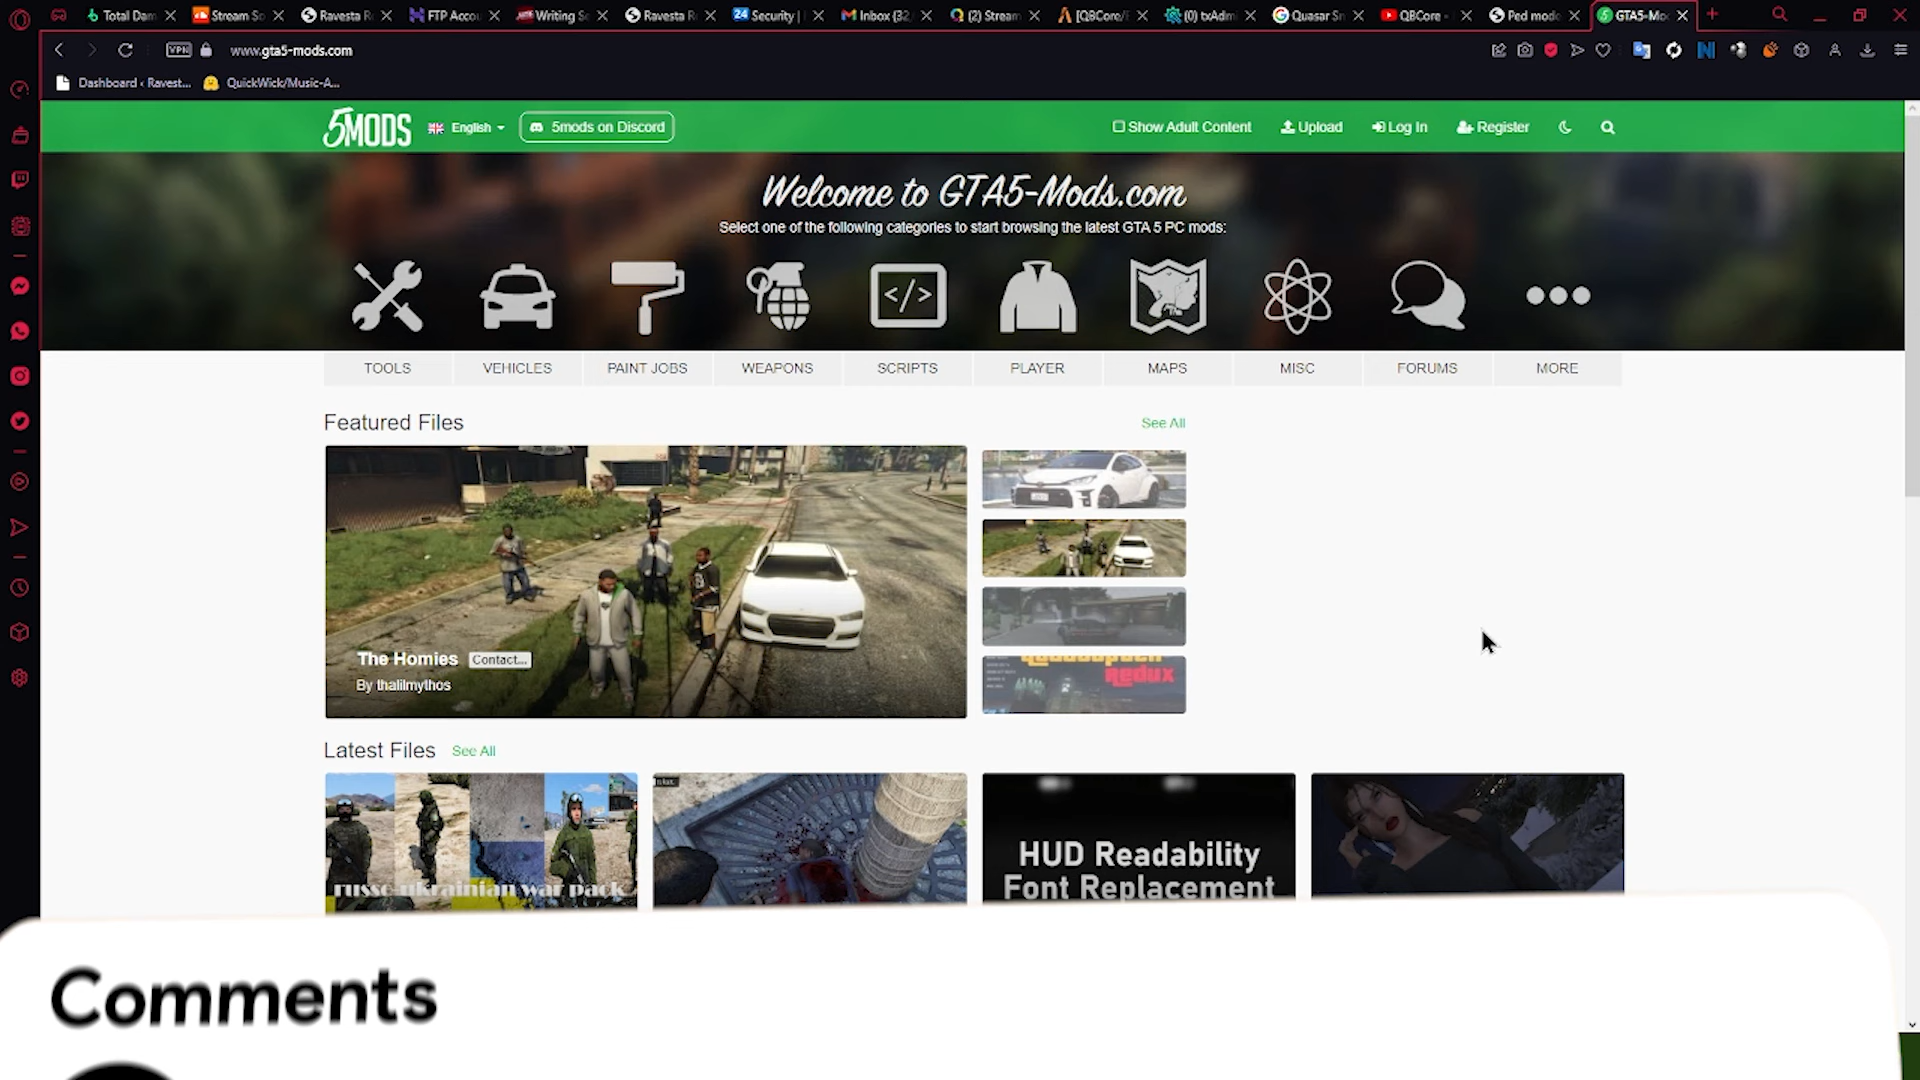 Total Dam
Stream So
Ravesta R
FTP Accou
Writing S
Ravesta R
24 Security |
Inbox (32
(2) Stream
[QBCore/
(0) txAdmi
Quasar Sn
QBCore -
Ped mode
GTA5-Mo
VPN www.gta5-mods.com
Dashboard ‹ Ravest... QuickWick/Music-A...
5MODS English 5mods on Discord Show Adult Content Upload Log In Register
Welcome to GTA5-Mods.com
Select one of the following categories to start browsing the latest GTA 5 PC mods:
TOOLS VEHICLES PAINT JOBS WEAPONS SCRIPTS PLAYER MAPS MISC FORUMS MORE
Featured Files See All
The Homies Contact...
By thalilmythos
Redux
Latest Files See All
russo-ukrainian war pack
HUD Readability
Font Replacement
Comments